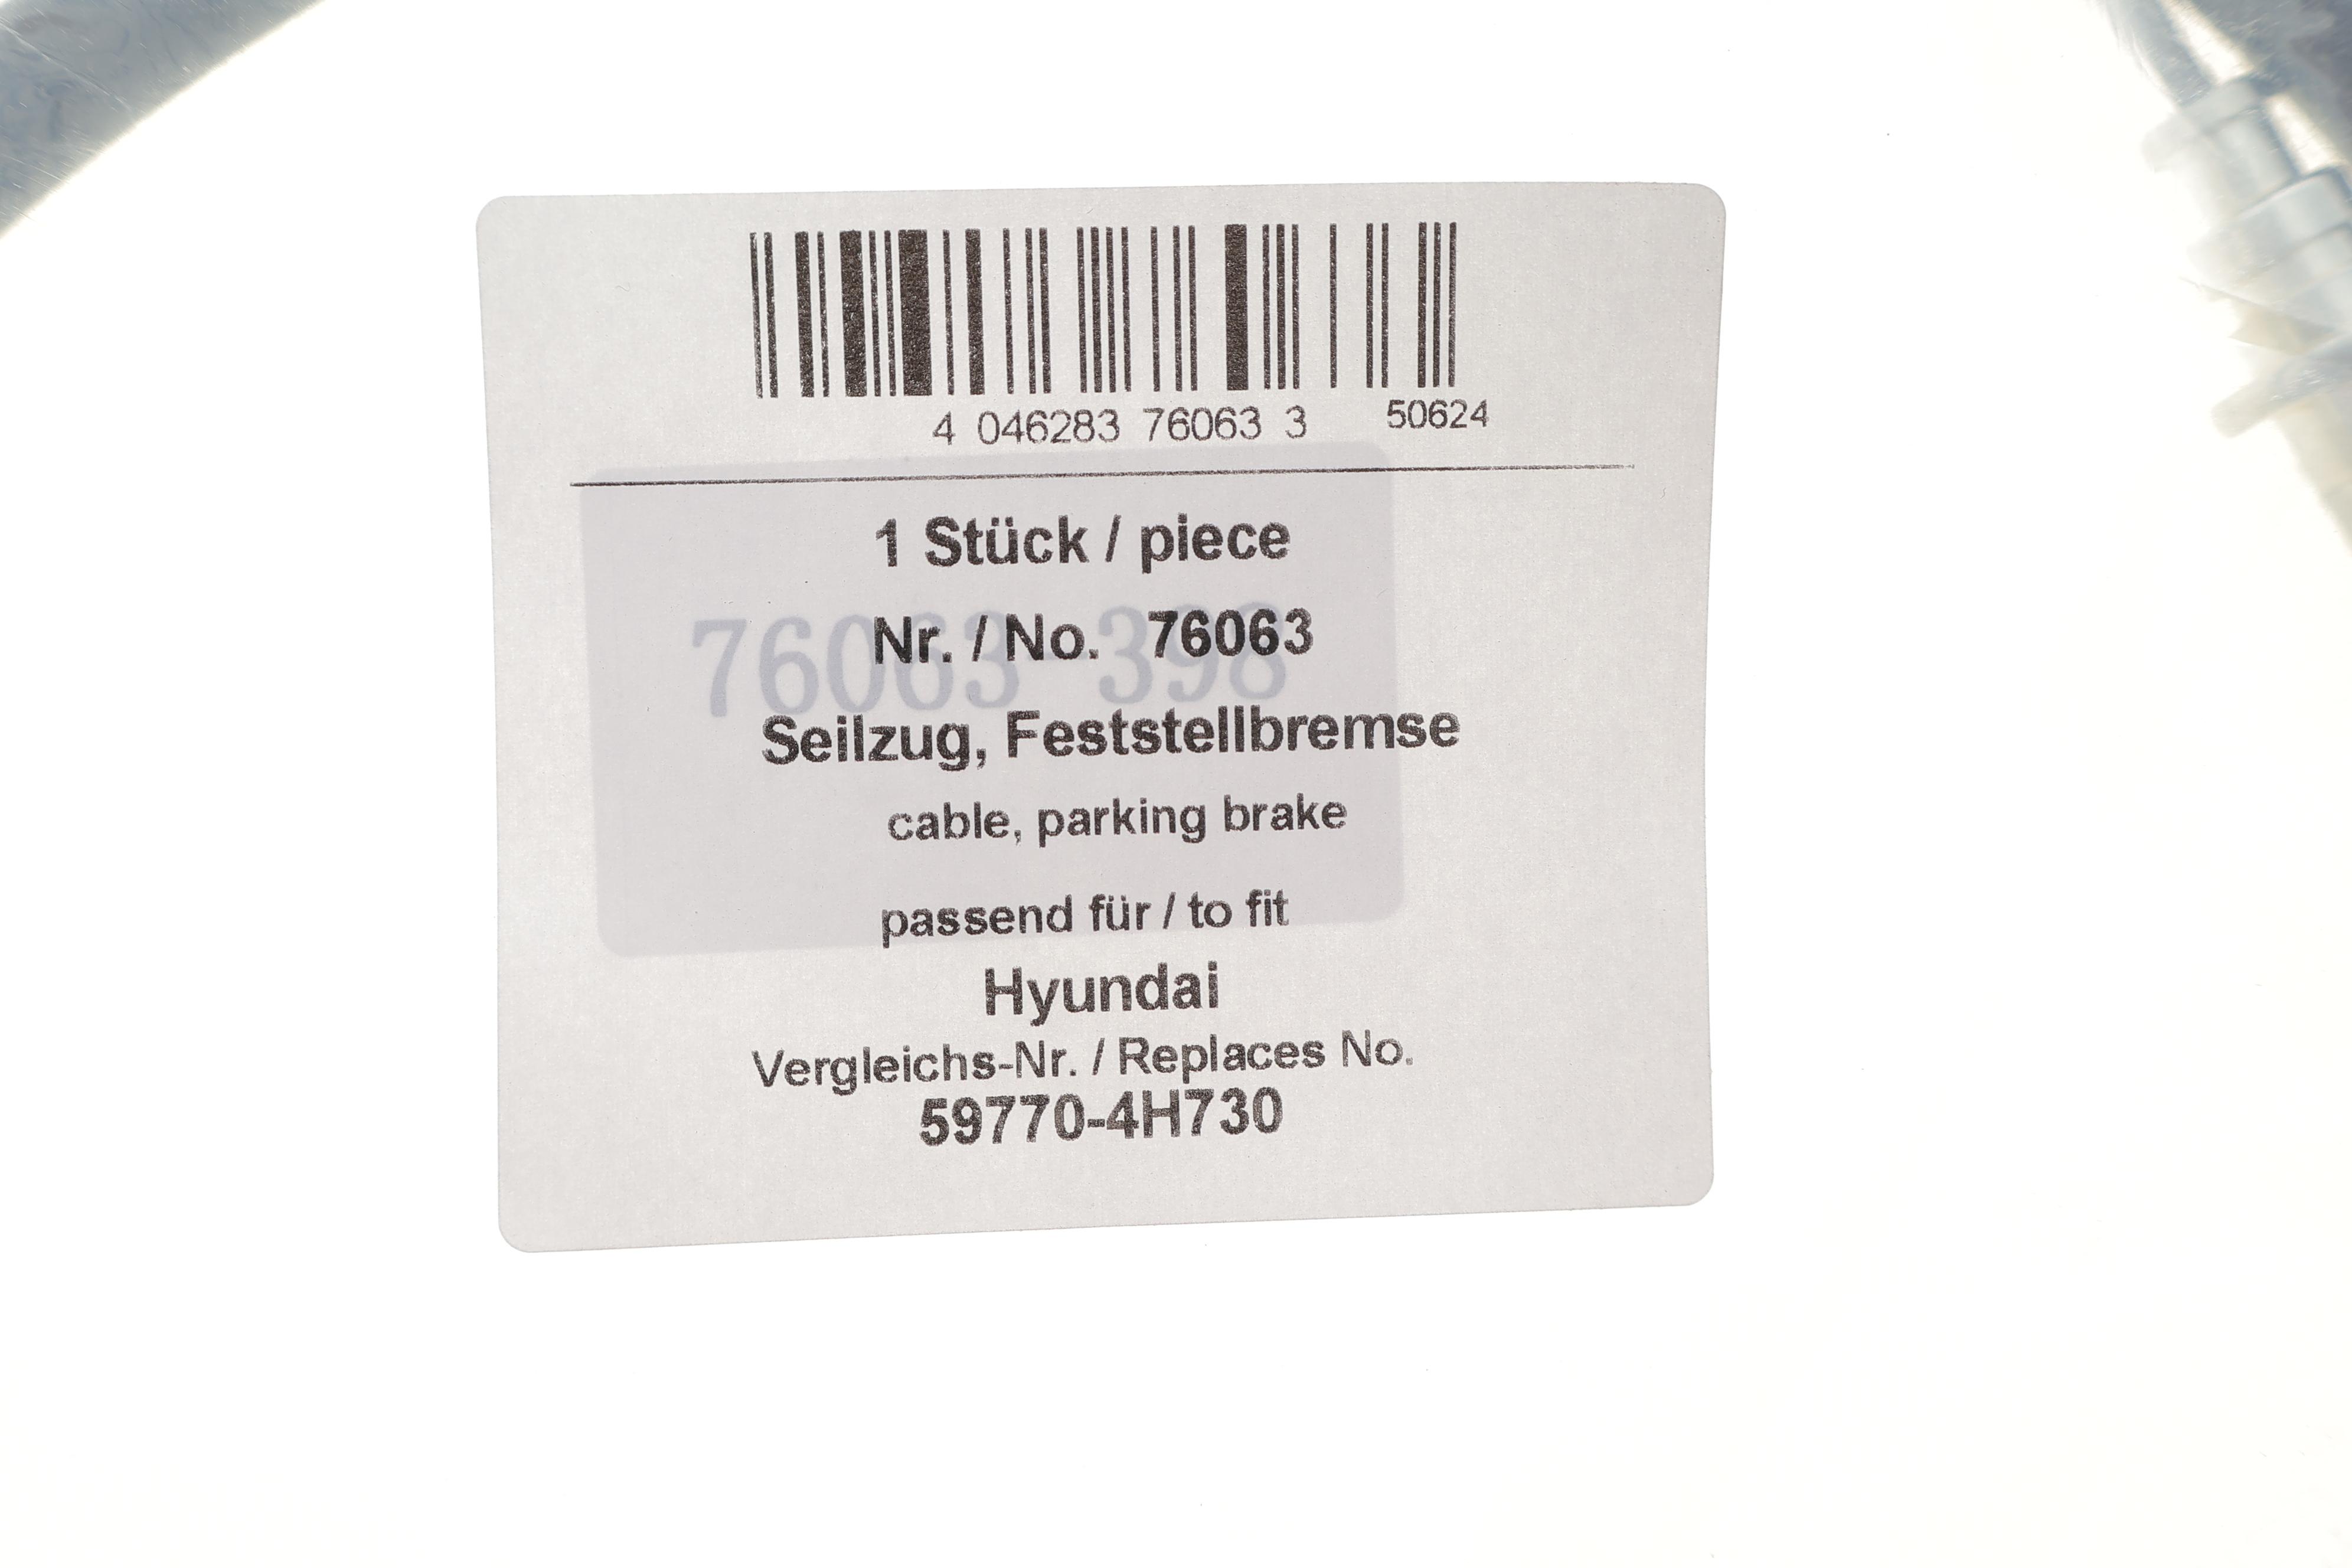 4 046283 76063 3 50624
1 Stück / piece
Nr. / No. 76063
76063-398
Seilzug, Feststellbremse
cable, parking brake
passend für / to fit
Hyundai
Vergleichs-Nr. / Replaces No.
59770-4H730